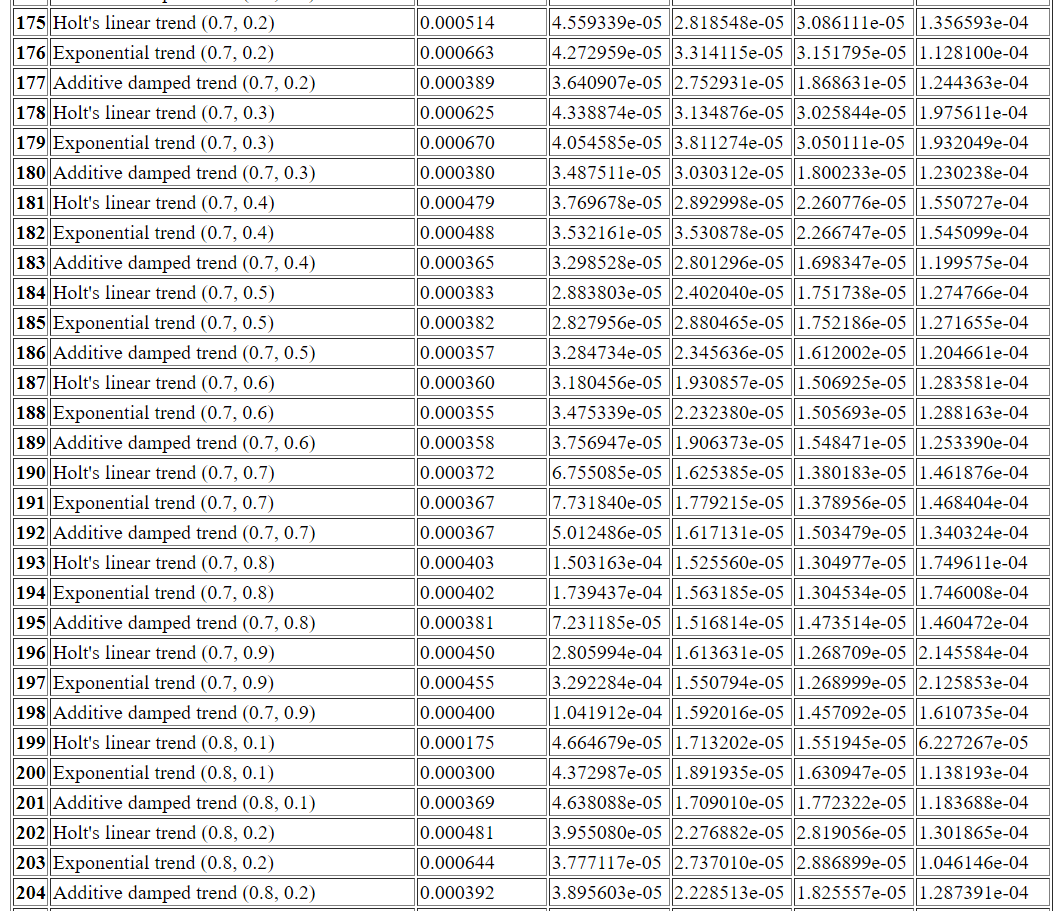 175 Holt's linear trend (0.7, 0.2) 0.000514 4.559339e-05 2.818548e-05 3.086111e-05 1.356593e-04
176 Exponential trend (0.7, 0.2) 0.000663 4.272959e-05 3.314115e-05 3.151795e-05 1.128100e-04
177 Additive damped trend (0.7, 0.2) 0.000389 3.640907e-05 2.752931e-05 1.868631e-05 1.244363e-04
178 Holt's linear trend (0.7, 0.3) 0.000625 4.338874e-05 3.134876e-05 3.025844e-05 1.975611e-04
179 Exponential trend (0.7, 0.3) 0.000670 4.054585e-05 3.811274e-05 3.050111e-05 1.932049e-04
180 Additive damped trend (0.7, 0.3) 0.000380 3.487511e-05 3.030312e-05 1.800233e-05 1.230238e-04
181 Holt's linear trend (0.7, 0.4) 0.000479 3.769678e-05 2.892998e-05 2.260776e-05 1.550727e-04
182 Exponential trend (0.7, 0.4) 0.000488 3.532161e-05 3.530878e-05 2.266747e-05 1.545099e-04
183 Additive damped trend (0.7, 0.4) 0.000365 3.298528e-05 2.801296e-05 1.698347e-05 1.199575e-04
184 Holt's linear trend (0.7, 0.5) 0.000383 2.883803e-05 2.402040e-05 1.751738e-05 1.274766e-04
185 Exponential trend (0.7, 0.5) 0.000382 2.827956e-05 2.880465e-05 1.752186e-05 1.271655e-04
186 Additive damped trend (0.7, 0.5) 0.000357 3.284734e-05 2.345636e-05 1.612002e-05 1.204661e-04
187 Holt's linear trend (0.7, 0.6) 0.000360 3.180456e-05 1.930857e-05 1.506925e-05 1.283581e-04
188 Exponential trend (0.7, 0.6) 0.000355 3.475339e-05 2.232380e-05 1.505693e-05 1.288163e-04
189 Additive damped trend (0.7, 0.6) 0.000358 3.756947e-05 1.906373e-05 1.548471e-05 1.253390e-04
190 Holt's linear trend (0.7, 0.7) 0.000372 6.755085e-05 1.625385e-05 1.380183e-05 1.461876e-04
191 Exponential trend (0.7, 0.7) 0.000367 7.731840e-05 1.779215e-05 1.378956e-05 1.468404e-04
192 Additive damped trend (0.7, 0.7) 0.000367 5.012486e-05 1.617131e-05 1.503479e-05 1.340324e-04
193 Holt's linear trend (0.7, 0.8) 0.000403 1.503163e-04 1.525560e-05 1.304977e-05 1.749611e-04
194 Exponential trend (0.7, 0.8) 0.000402 1.739437e-04 1.563185e-05 1.304534e-05 1.746008e-04
195 Additive damped trend (0.7, 0.8) 0.000381 7.231185e-05 1.516814e-05 1.473514e-05 1.460472e-04
196 Holt's linear trend (0.7, 0.9) 0.000450 2.805994e-04 1.613631e-05 1.268709e-05 2.145584e-04
197 Exponential trend (0.7, 0.9) 0.000455 3.292284e-04 1.550794e-05 1.268999e-05 2.125853e-04
198 Additive damped trend (0.7, 0.9) 0.000400 1.041912e-04 1.592016e-05 1.457092e-05 1.610735e-04
199 Holt's linear trend (0.8, 0.1) 0.000175 4.664679e-05 1.713202e-05 1.551945e-05 6.227267e-05
200 Exponential trend (0.8, 0.1) 0.000300 4.372987e-05 1.891935e-05 1.630947e-05 1.138193e-04
201 Additive damped trend (0.8, 0.1) 0.000369 4.638088e-05 1.709010e-05 1.772322e-05 1.183688e-04
202 Holt's linear trend (0.8, 0.2) 0.000481 3.955080e-05 2.276882e-05 2.819056e-05 1.301865e-04
203 Exponential trend (0.8, 0.2) 0.000644 3.777117e-05 2.737010e-05 2.886899e-05 1.046146e-04
204 Additive damped trend (0.8, 0.2) 0.000392 3.895603e-05 2.228513e-05 1.825557e-05 1.287391e-04